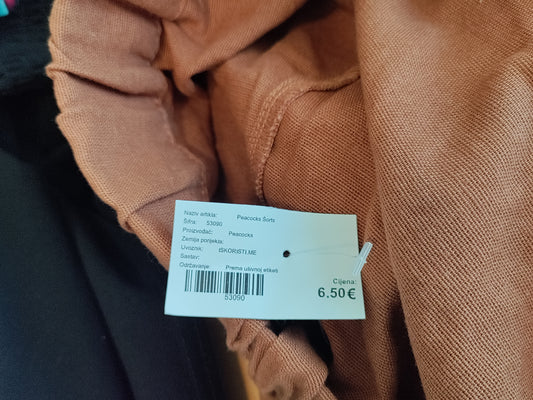 Naziv artikla: Peacocks Šorts
Šifra: 53090
Proizvođač: Peacocks
Zemlja porijekla:
Uvoznik: ISKORISTI.ME
Sastav:
Održavanje: Prema ušivnoj etiketi
53090
Cijena:
6.50€